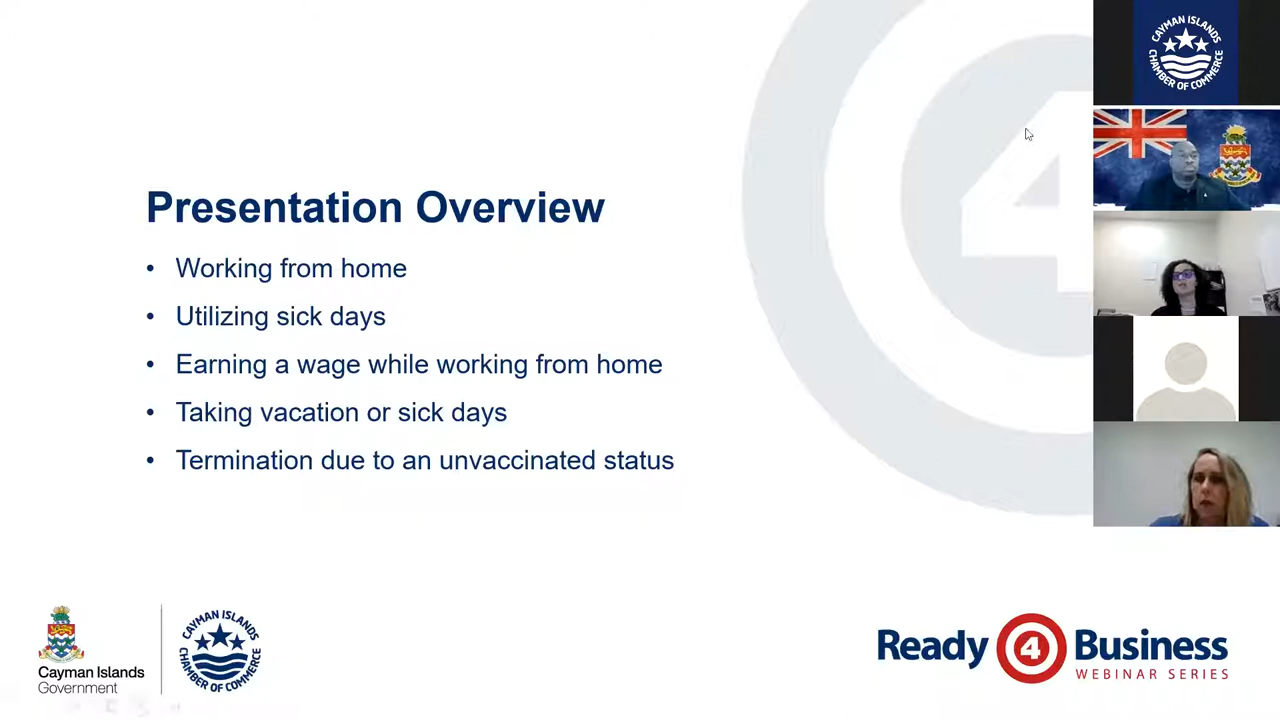 CAYMAN ISLANDS
CHAMBER OF COMMERCE
4
Presentation Overview
• Working from home
• Utilizing sick days
• Earning a wage while working from home
• Taking vacation or sick days
• Termination due to an unvaccinated status
Cayman Islands
Government
CAYMAN ISLANDS
CHAMBER OF COMMERCE
Ready 4 Business
WEBINAR SERIES